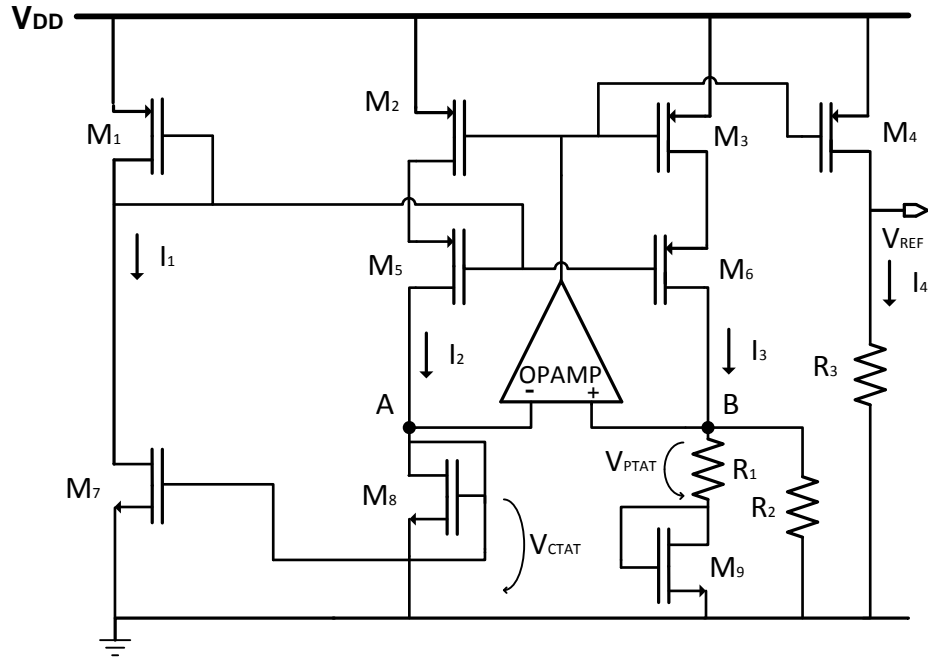 VDD
M1
M2
M3
M4
VREF
M5
M6
I1
I4
I2
I3
R3
OPAMP
- +
A
B
VPTAT
R1
M7
M8
R2
VCTAT
M9